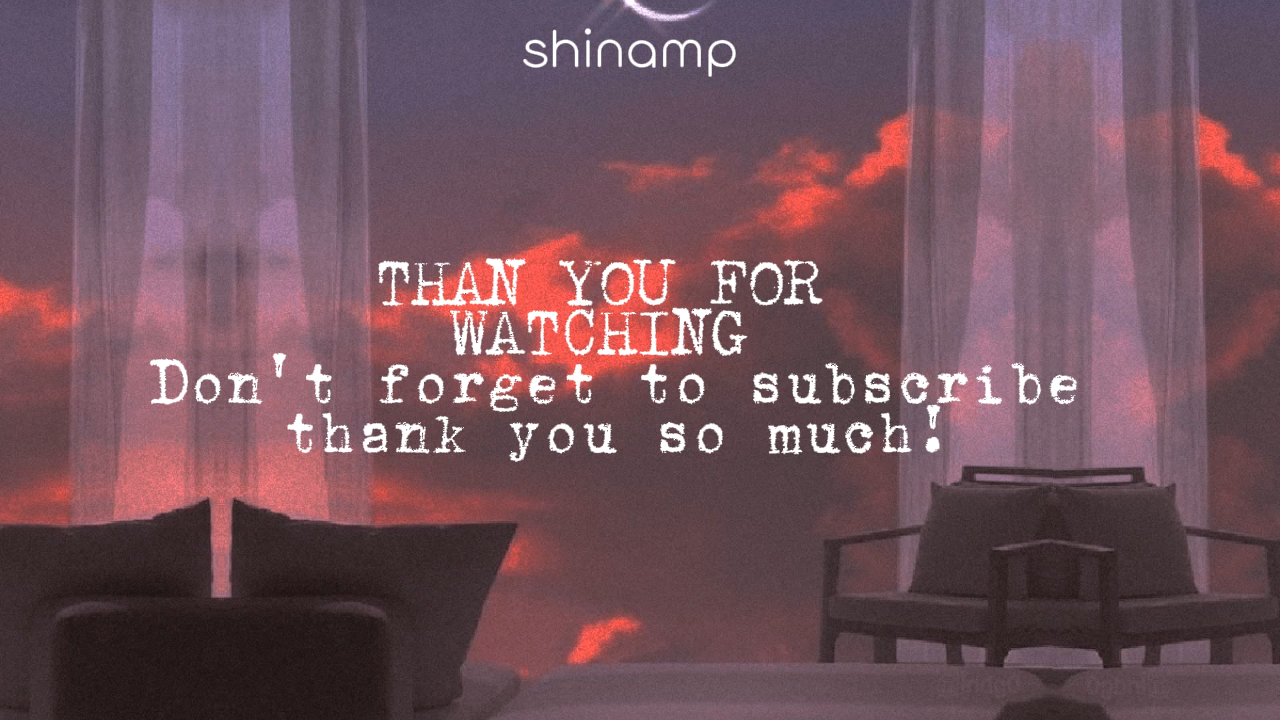 shinamp
THAN YOU FOR
WATCHING
Don't forget to subscribe
thank you so much!